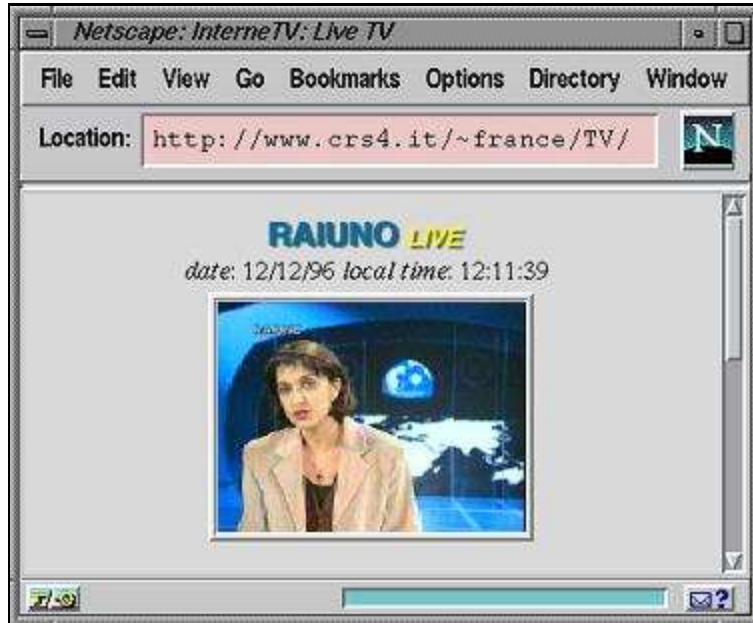 Netscape: InterneTV: Live TV
File Edit View Go Bookmarks Options Directory Window
Location: http://www.crs4.it/~france/TV/
N
RAIUNO LIVE
date: 12/12/96 local time: 12:11:39
?